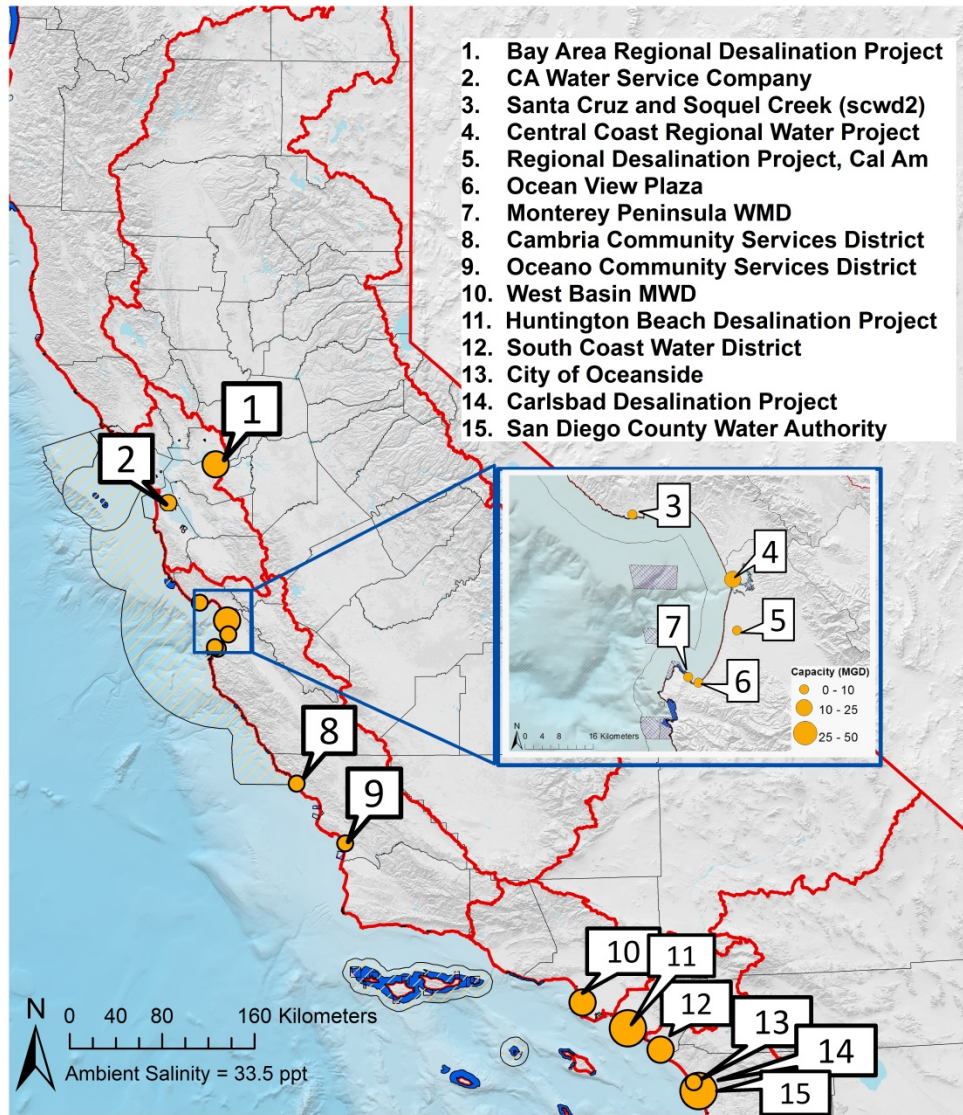 1. Bay Area Regional Desalination Project
2. CA Water Service Company
3. Santa Cruz and Soquel Creek (scwd2)
4. Central Coast Regional Water Project
5. Regional Desalination Project, Cal Am
6. Ocean View Plaza
7. Monterey Peninsula WMD
8. Cambria Community Services District
9. Oceano Community Services District
10. West Basin MWD
11. Huntington Beach Desalination Project
12. South Coast Water District
13. City of Oceanside
14. Carlsbad Desalination Project
15. San Diego County Water Authority
1
2
3
4
5
7
6
Capacity (MGD)
0 - 10
10 - 25
25 - 50
N
0 4 8 16 Kilometers
8
9
10
11
12
13
14
15
N
0 40 80 160 Kilometers
Ambient Salinity = 33.5 ppt